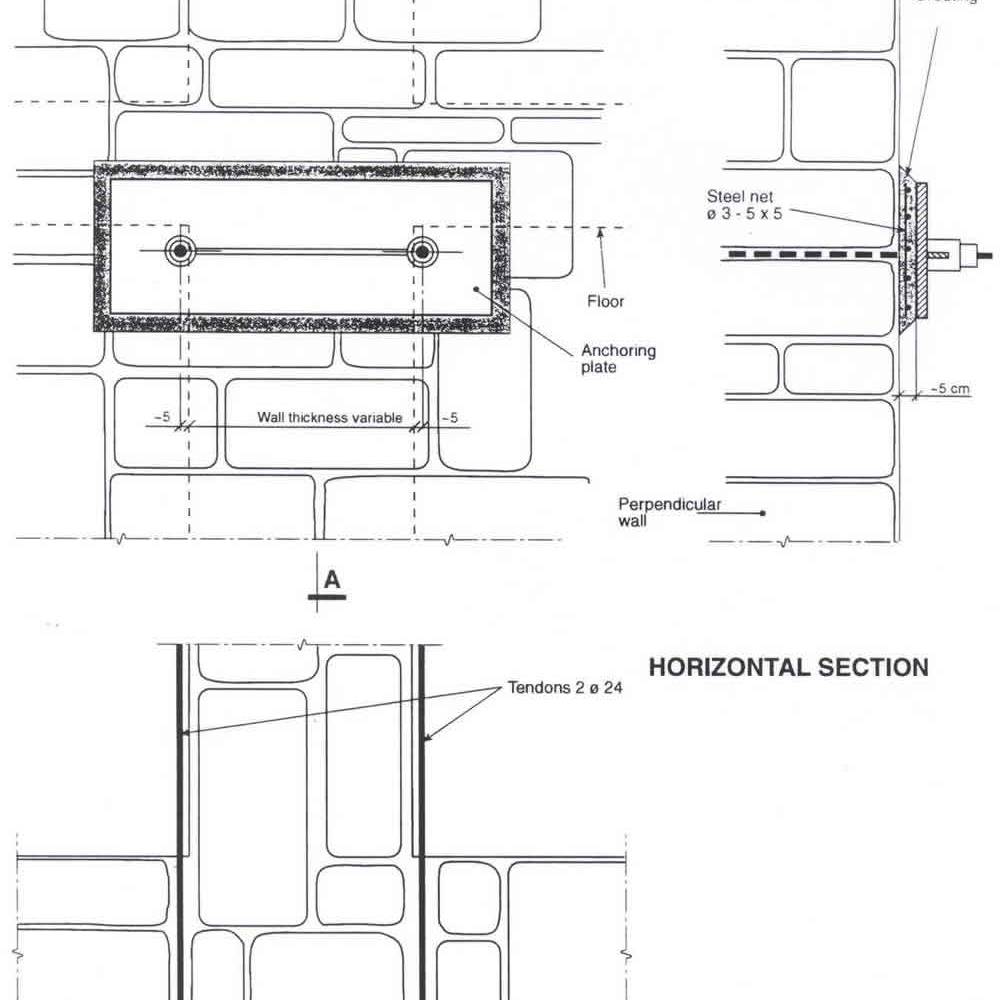 Steel net
ø 3 - 5 x 5
Floor
Anchoring
plate
~5 cm
~5
Wall thickness variable
~5
Perpendicular
wall
A
HORIZONTAL SECTION
Tendons 2 ø 24